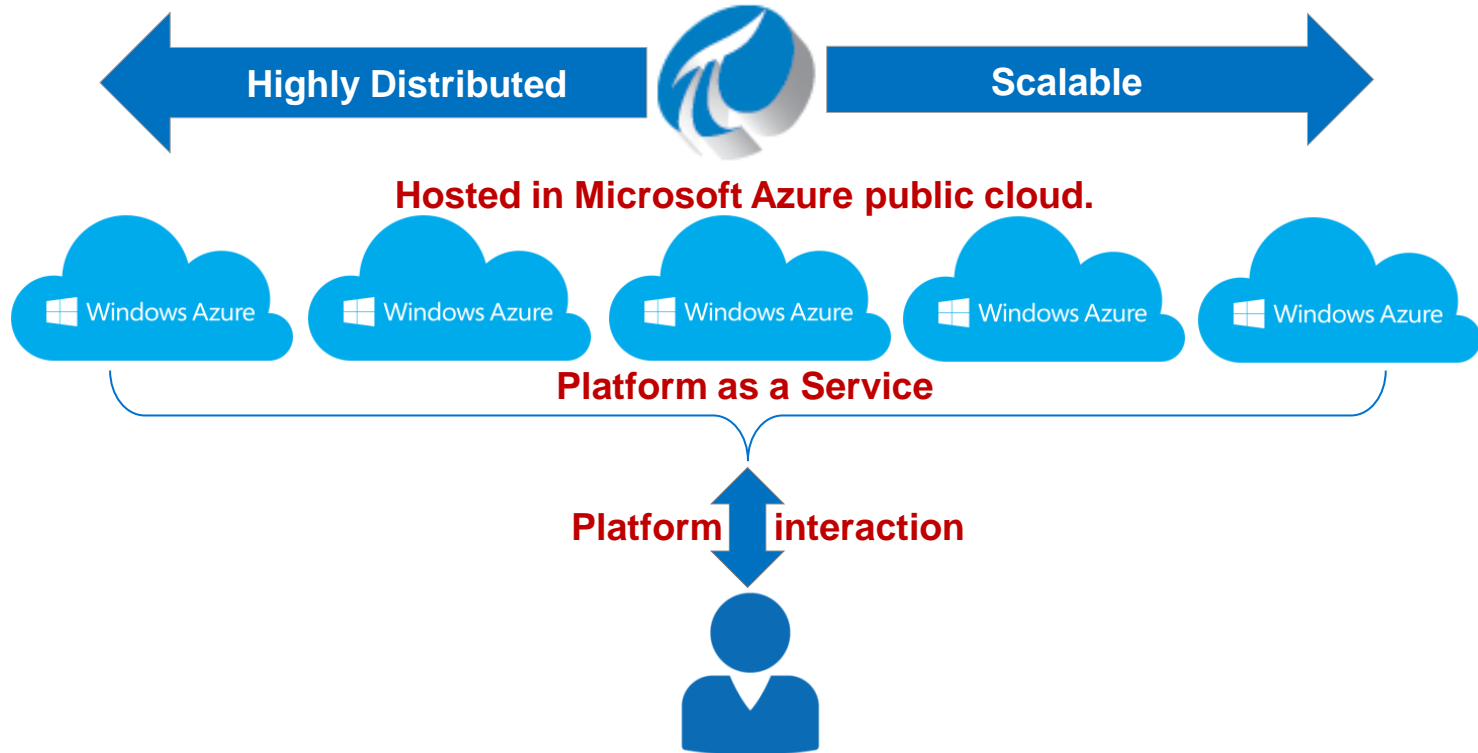 Highly Distributed
Scalable
Hosted in Microsoft Azure public cloud.
Windows Azure
Windows Azure
Windows Azure
Windows Azure
Windows Azure
Platform as a Service
Platform interaction